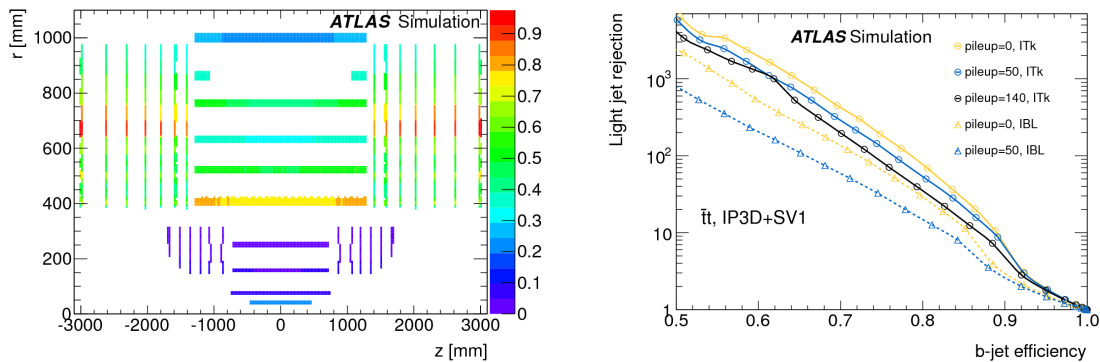 ATLAS Simulation
r [mm]
1000
800
600
400
200
0
-3000 -2000 -1000 0 1000 2000 3000
z [mm]
0.9
0.8
0.7
0.6
0.5
0.4
0.3
0.2
0.1
0
ATLAS Simulation
Light jet rejection
10³
10²
10
1
pileup=0, ITk
pileup=50, ITk
pileup=140, ITk
pileup=0, IBL
pileup=50, IBL
t̄t, IP3D+SV1
0.5 0.6 0.7 0.8 0.9 1.0
b-jet efficiency